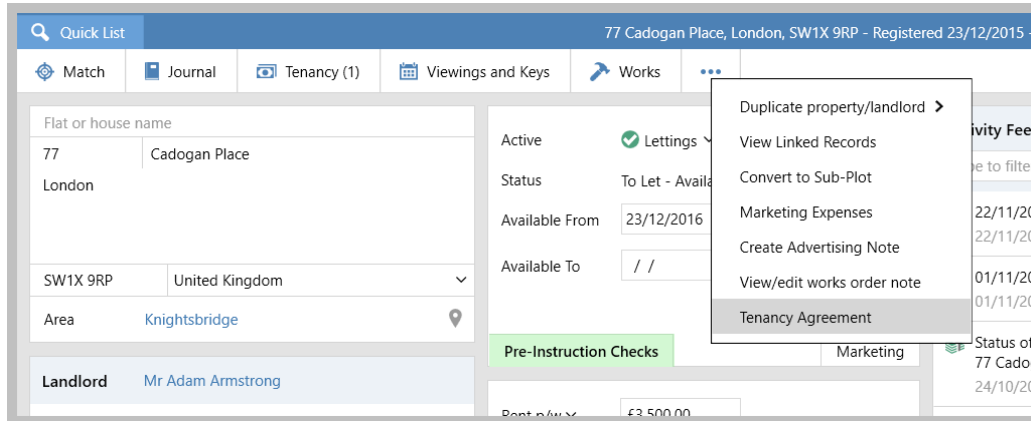 Quick List
77 Cadogan Place, London, SW1X 9RP - Registered 23/12/2015 -
Match
Journal
Tenancy (1)
Viewings and Keys
Works
Flat or house name
77
Cadogan Place
London
SW1X 9RP
United Kingdom
Area
Knightsbridge
Landlord
Mr Adam Armstrong
Active
Lettings
Status
To Let - Availa
Available From
23/12/2016
Available To
/ /
Pre-Instruction Checks
Marketing
Rent p/w
£3,500.00
Duplicate property/landlord
View Linked Records
Convert to Sub-Plot
Marketing Expenses
Create Advertising Note
View/edit works order note
Tenancy Agreement
ivity Fee
pe to filte
22/11/20
22/11/20
01/11/20
01/11/20
Status of
77 Cado
24/10/20